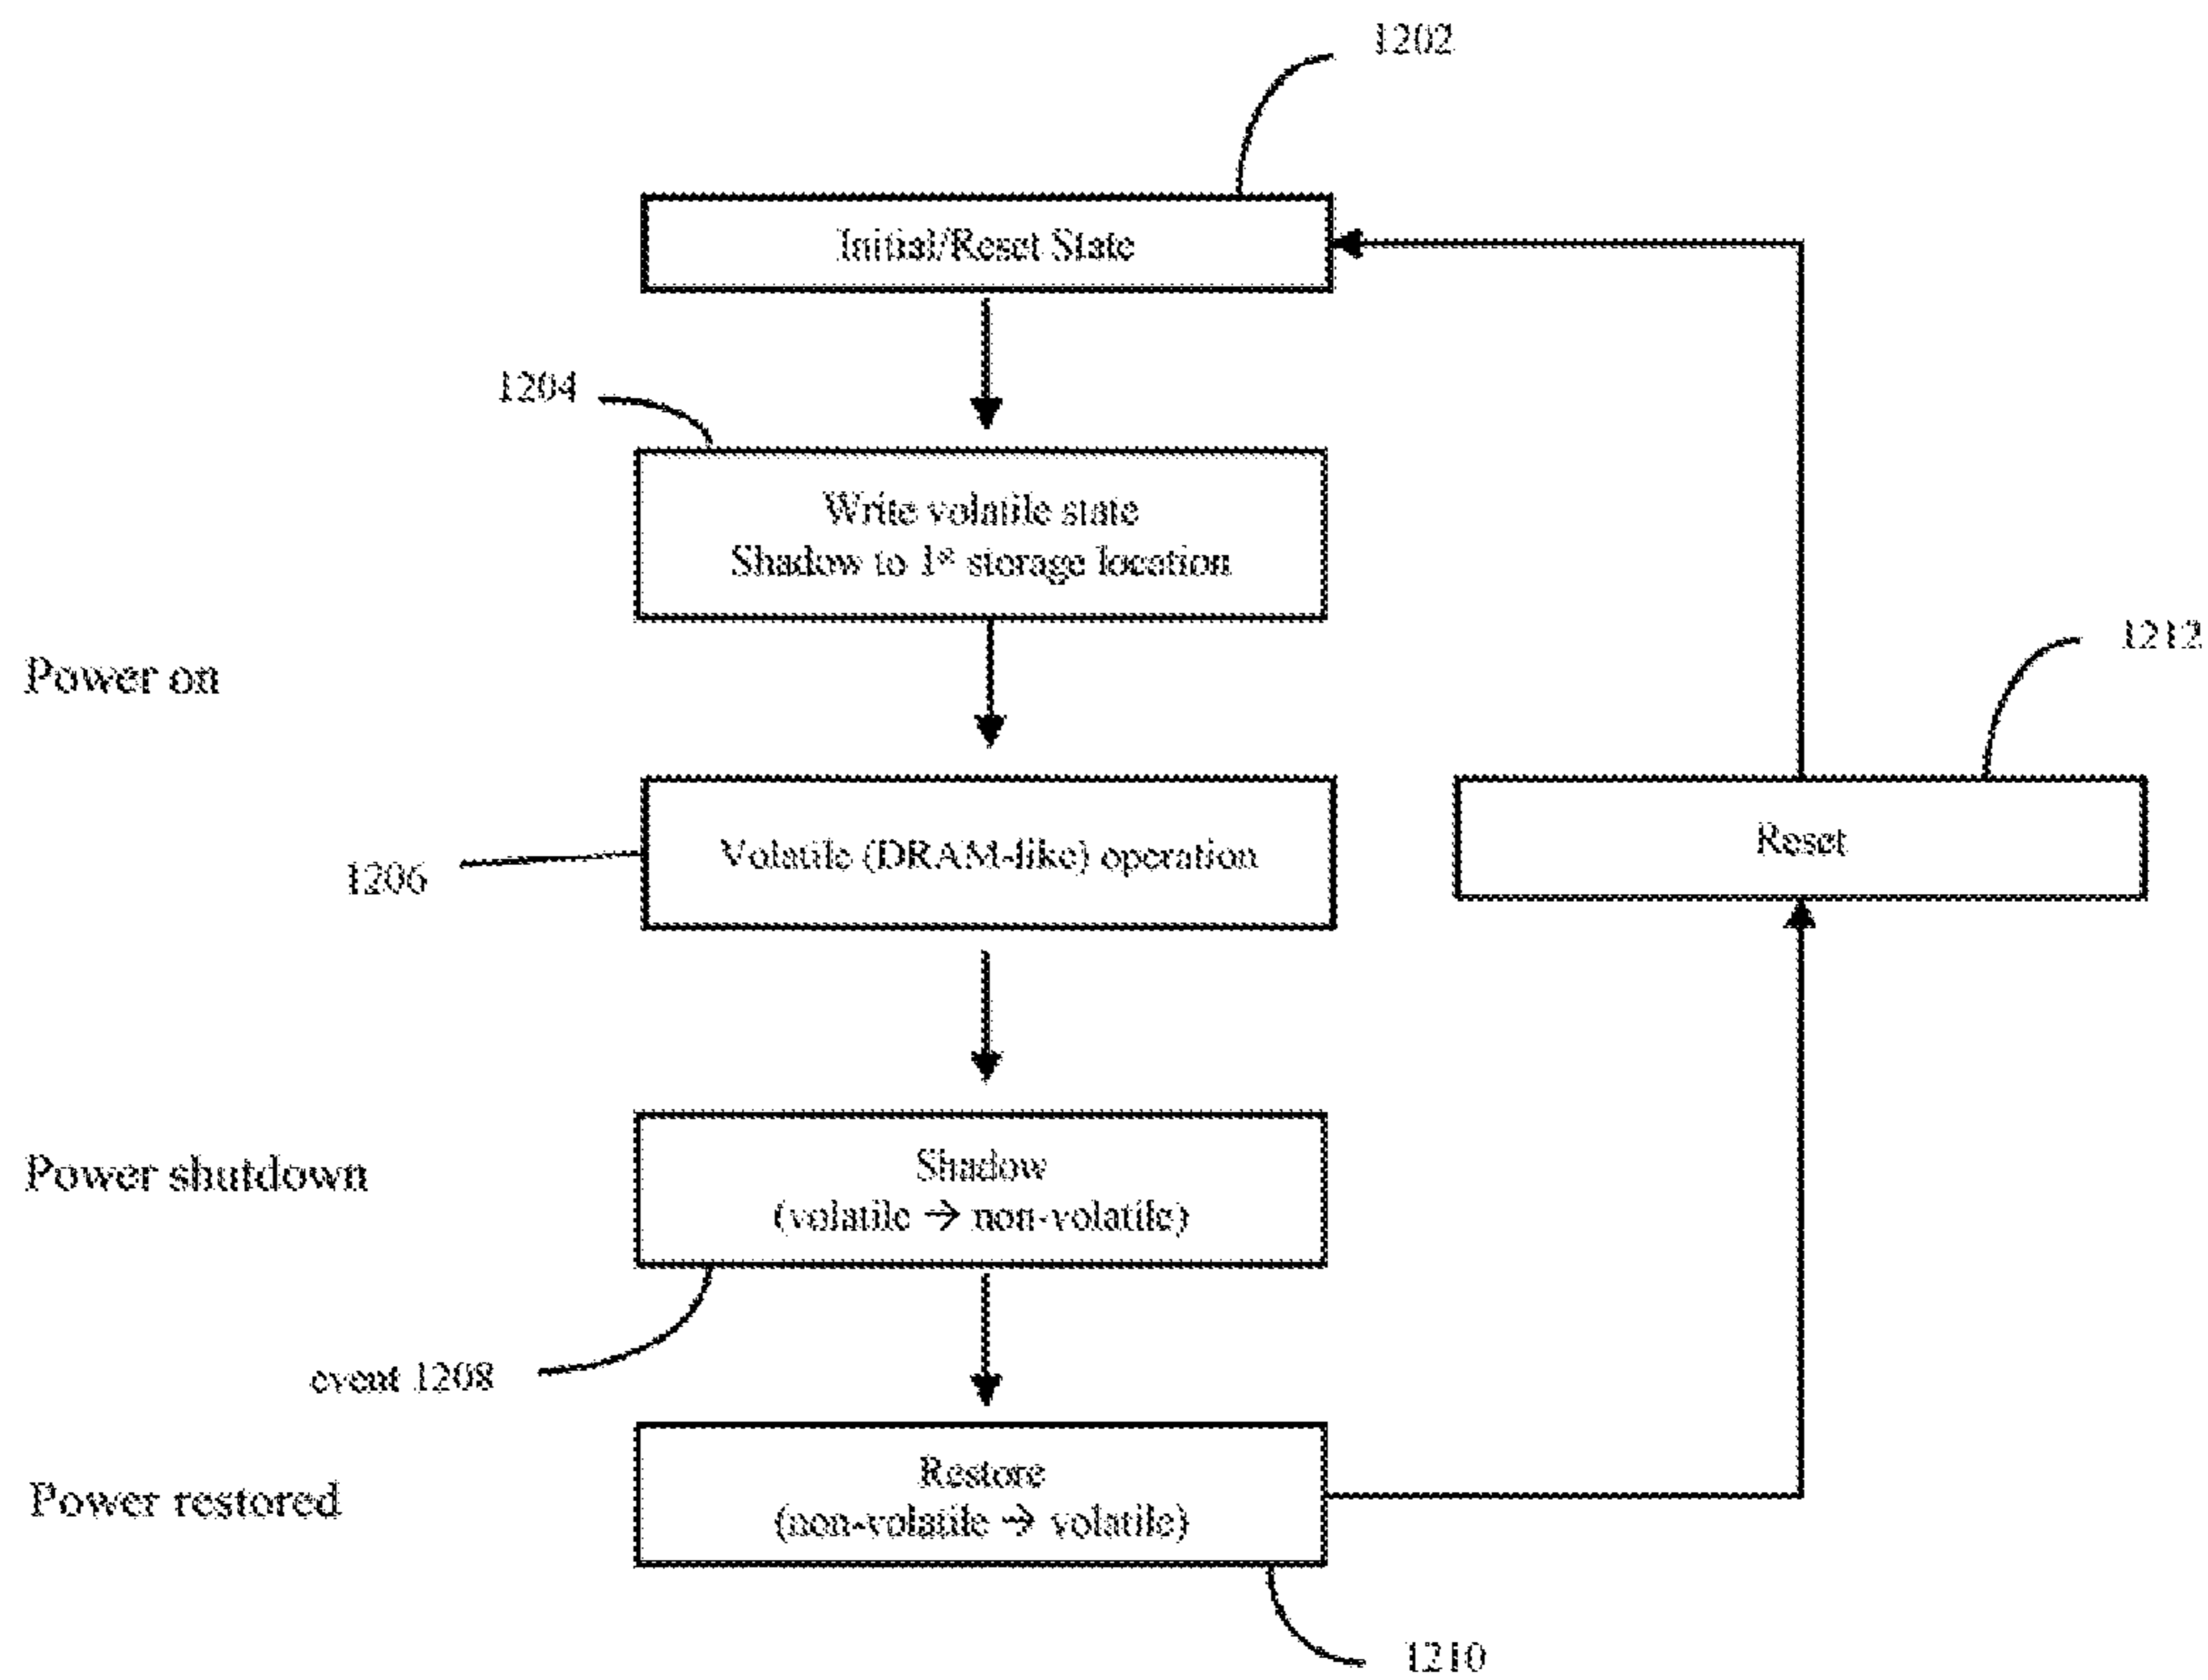 1202
Initial/Reset State
1204
Write volatile state
Shadow to 1st storage location
Power on
1212
Volatile (DRAM-like) operation
Reset
1206
Power shutdown
Shadow
(volatile → non-volatile)
event 1208
Power restored
Restore
(non-volatile → volatile)
1210